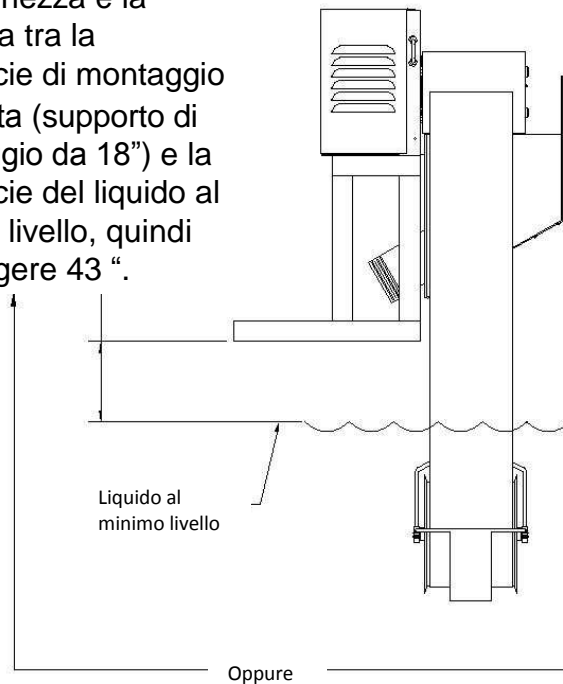 hezza e la
a tra la
cie di montaggio
ta (supporto di
gio da 18”) e la
cie del liquido al
livello, quindi
gere 43 “.
Liquido al
minimo livello
Oppure